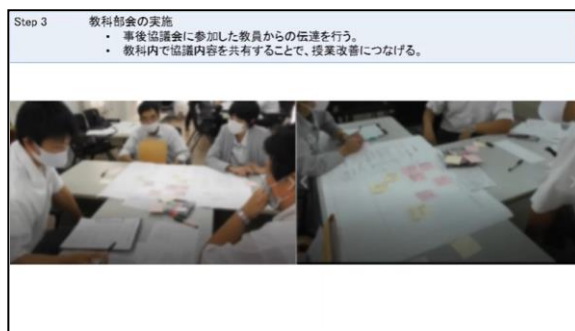 Step 3 教科部会の実施
• 事後協議会に参加した教員からの伝達を行う。
• 教科内で協議内容を共有することで、授業改善につなげる。